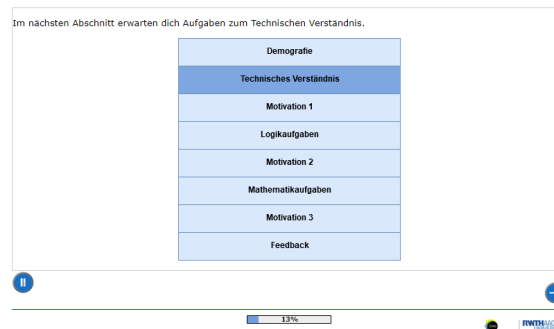 Im nächsten Abschnitt erwarten dich Aufgaben zum Technischen Verständnis.
Demografie
Technisches Verständnis
Motivation 1
Logikaufgaben
Motivation 2
Mathematikaufgaben
Motivation 3
Feedback
13%
RWTH